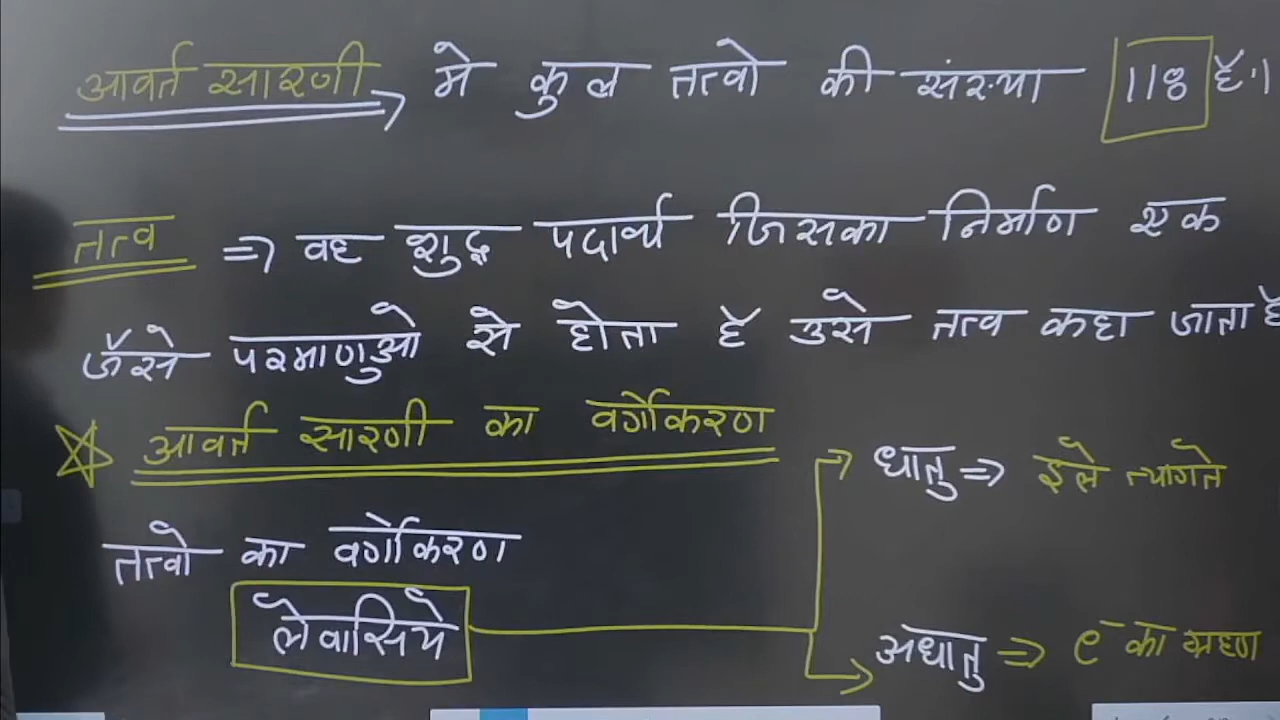 आवर्त सारणी → मे कुल तत्वो की संख्या 118 है।
तत्व => वह शुद्ध पदार्थ जिसका निर्माण एक
जैसे परमाणुओ से होता है उसे तत्व कहा जाता है
☆ आवर्त सारणी का वर्गीकरण
धातु => इले त्यागते
तत्वो का वर्गीकरण
लेवासिये
अधातु => e⁻ का ग्रहण